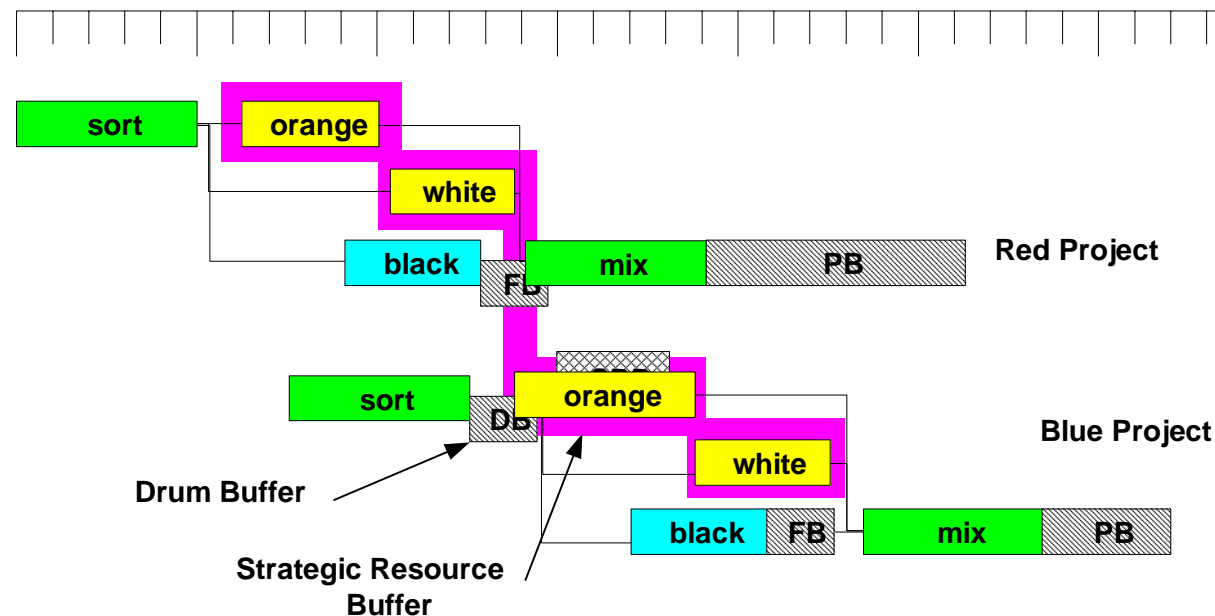 sort
orange
white
black
FB
mix
PB
Red Project
sort
DB
orange
Blue Project
white
Drum Buffer
black
FB
mix
PB
Strategic Resource
Buffer